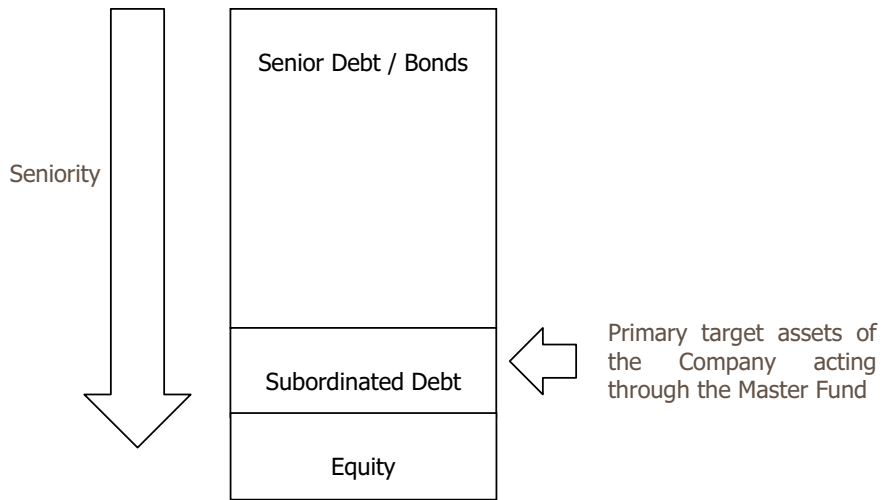 Senior Debt / Bonds
Seniority
Primary target assets of
the Company acting
through the Master Fund
Subordinated Debt
Equity